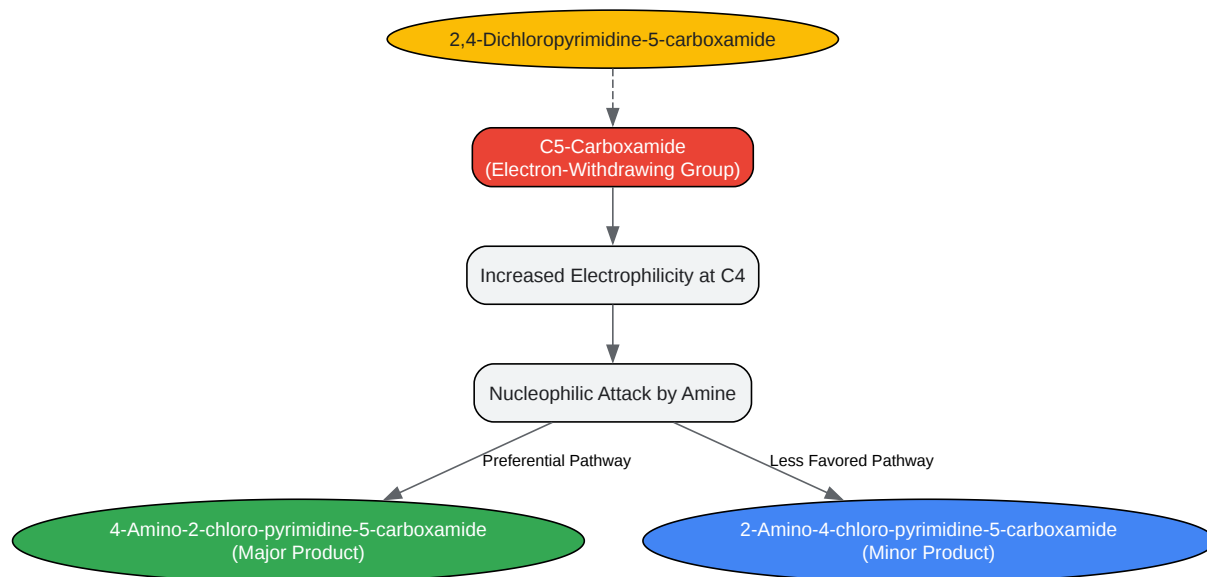 2,4-Dichloropyrimidine-5-carboxamide
C5-Carboxamide
(Electron-Withdrawing Group)
Increased Electrophilicity at C4
Nucleophilic Attack by Amine
Preferential Pathway
Less Favored Pathway
4-Amino-2-chloro-pyrimidine-5-carboxamide
(Major Product)
2-Amino-4-chloro-pyrimidine-5-carboxamide
(Minor Product)